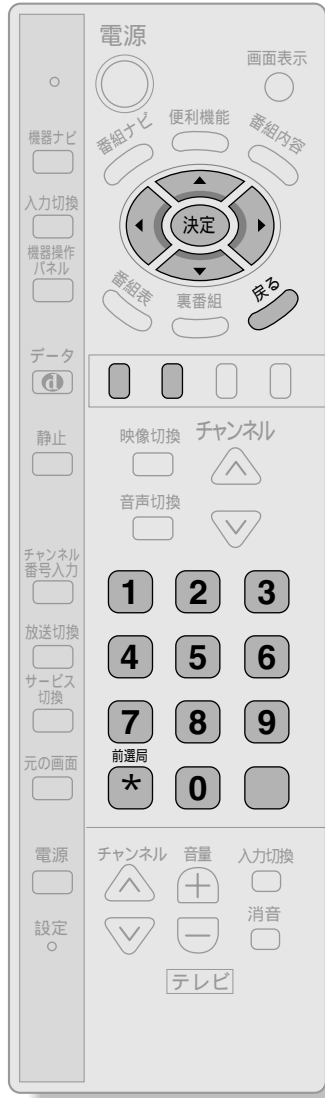 電源
画面表示
機器ナビ
番組ナビ
便利機能
番組内容
入力切換
決定
機器操作
パネル
番組表
裏番組
戻る
データ
d
静止
映像切換
チャンネル
音声切換
チャンネル
番号入力
1 2 3
放送切換
4 5 6
サービス
切換
7 8 9
元の画面
前選局
* 0
電源
チャンネル
音量
入力切換
消音
設定
テレビ